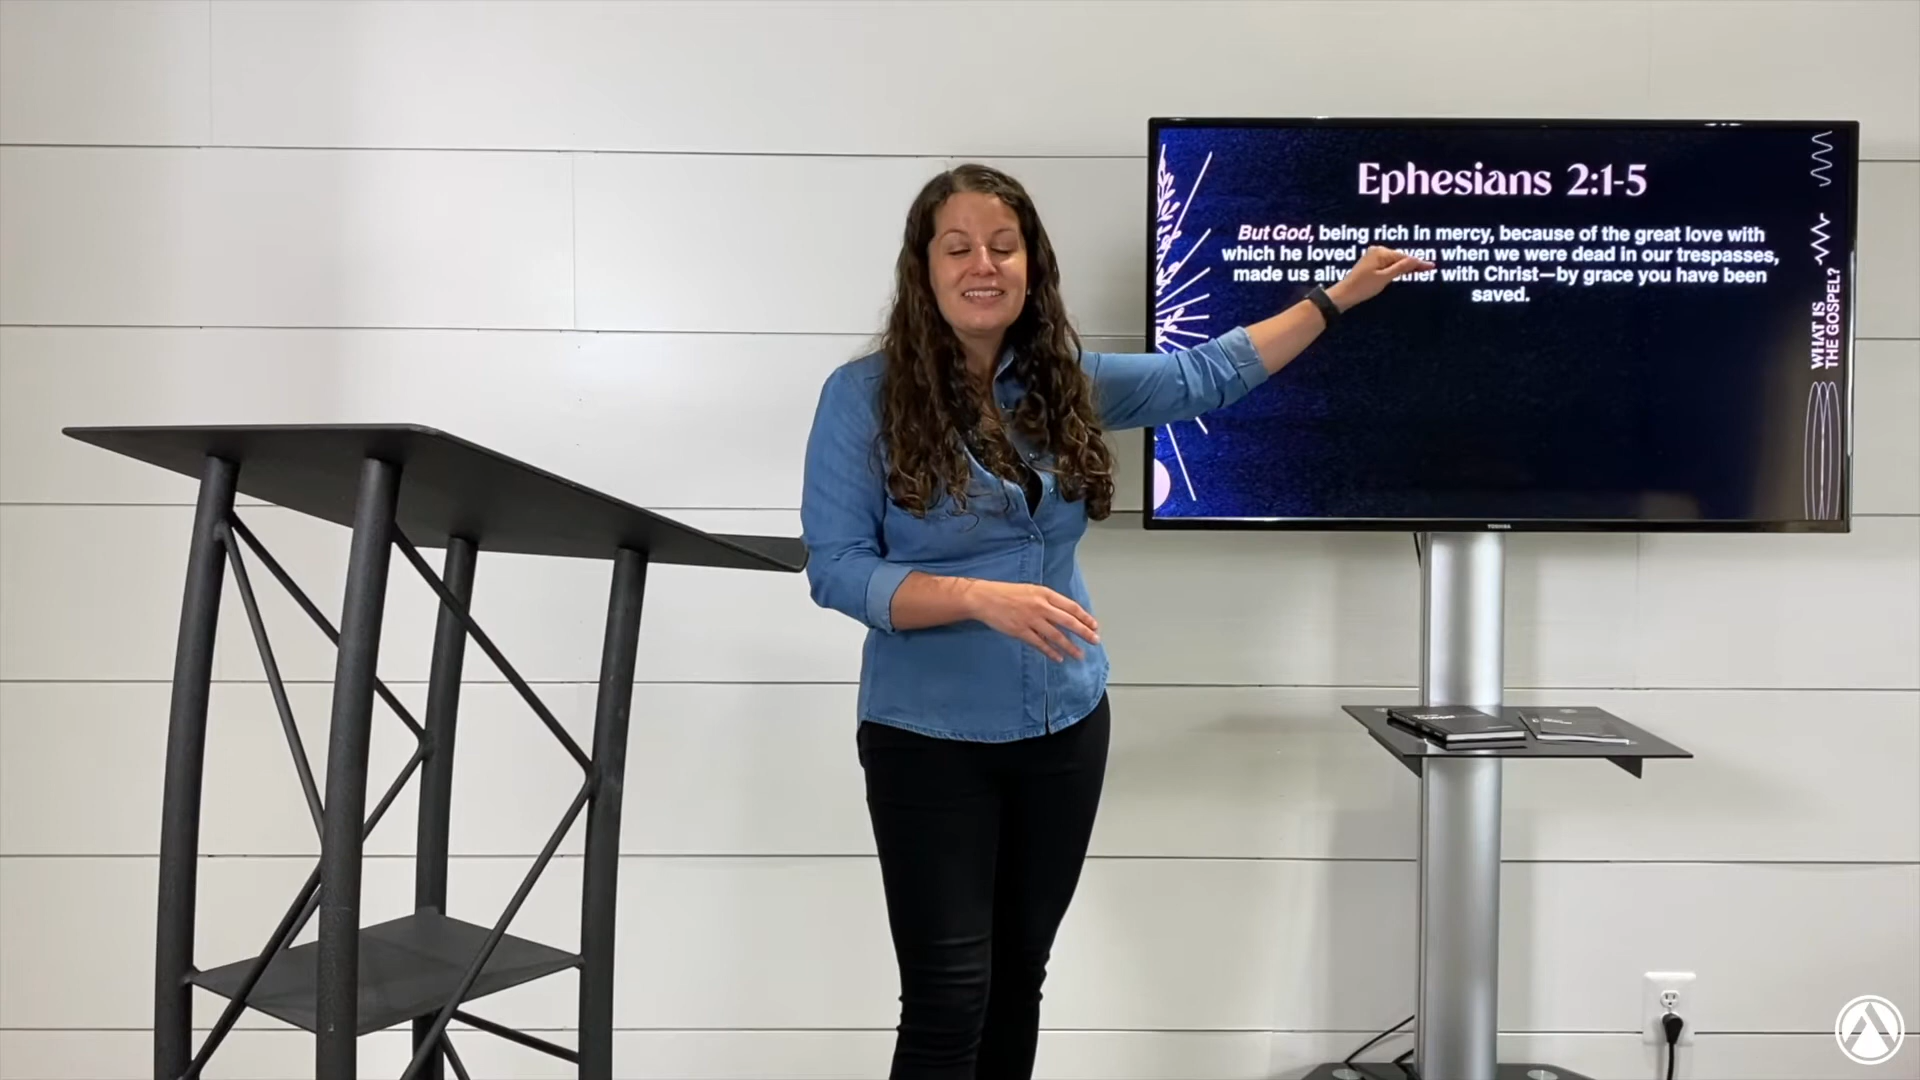 Ephesians 2:1-5
But God, being rich in mercy, because of the great love with
which he loved even when we were dead in our trespasses,
made us with Christ—by grace you have been
saved.
WHAT IS
THE GOSPEL?
TOSHIBA